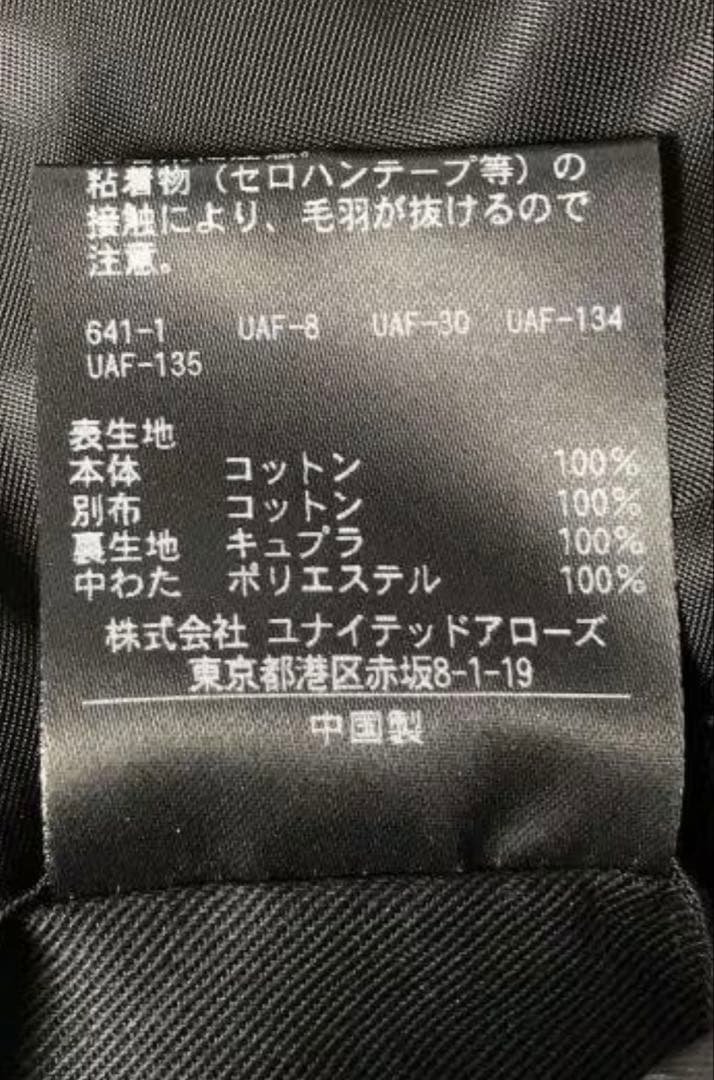 粘着物（セロハンテープ等）の
接触により、毛羽が抜けるので
注意。
641-1 UAF-8 UAF-30 UAF-134
UAF-135
表生地
本体 コットン 100%
別布 コットン 100%
裏生地 キュプラ 100%
中わた ポリエステル 100%
株式会社 ユナイテッドアローズ
東京都港区赤坂8-1-19
中国製